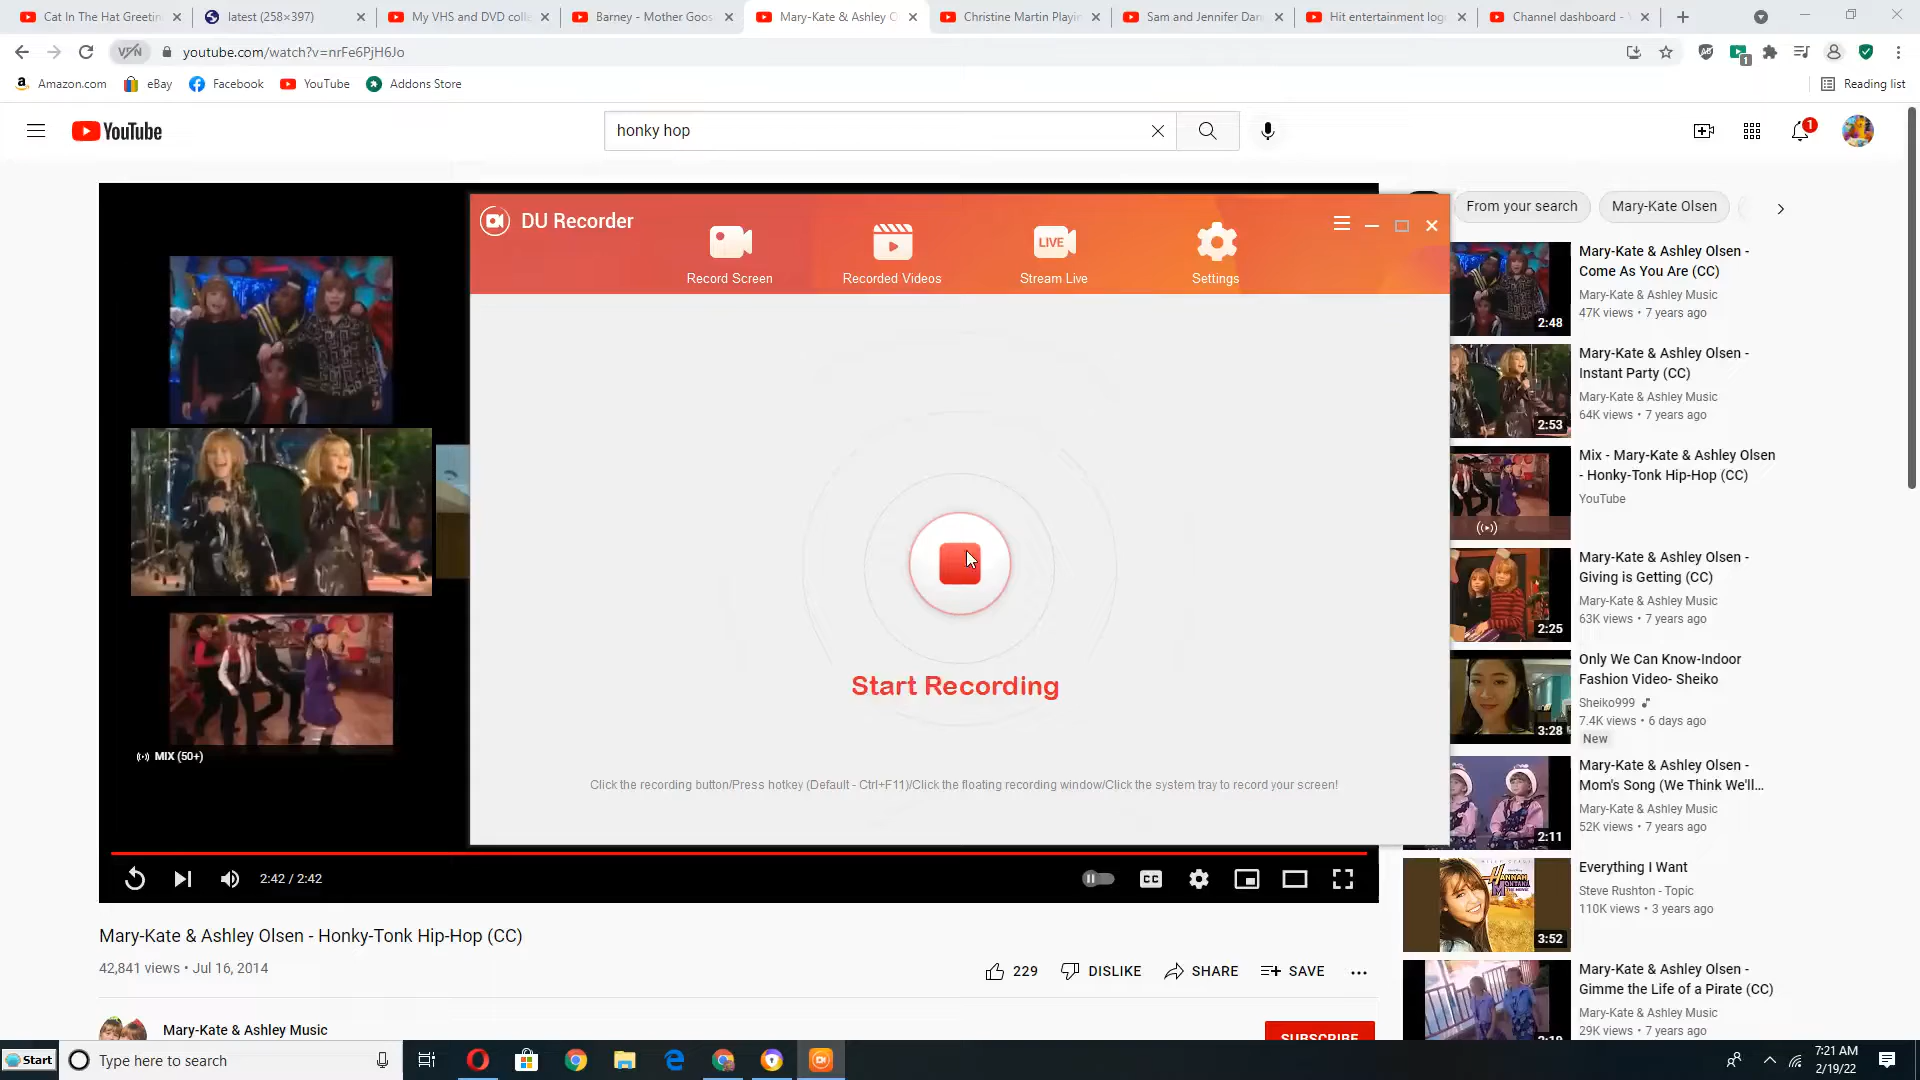 Cat In The Hat Greetin
latest (258×397)
My VHS and DVD colle
Barney - Mother Goos
Mary-Kate & Ashley O
Christine Martin Playin
Sam and Jennifer Dan
Hit entertainment log
Channel dashboard -
VPN
youtube.com/watch?v=nrFe6PjH6Jo
1
Amazon.com
eBay
Facebook
YouTube
Addons Store
Reading list
YouTube
honky hop
1
DU Recorder
Record Screen
Recorded Videos
LIVE
Stream Live
Settings
Start Recording
Click the recording button/Press hotkey (Default - Ctrl+F11)/Click the floating recording window/Click the system tray to record your screen!
MIX (50+)
2:42 / 2:42
CC
Mary-Kate & Ashley Olsen - Honky-Tonk Hip-Hop (CC)
42,841 views • Jul 16, 2014
229
DISLIKE
SHARE
SAVE
Mary-Kate & Ashley Music
SUBSCRIBE
From your search
Mary-Kate Olsen
Mary-Kate & Ashley Olsen -
Come As You Are (CC)
Mary-Kate & Ashley Music
47K views • 7 years ago
2:48
Mary-Kate & Ashley Olsen -
Instant Party (CC)
Mary-Kate & Ashley Music
64K views • 7 years ago
2:53
Mix - Mary-Kate & Ashley Olsen
- Honky-Tonk Hip-Hop (CC)
YouTube
Mary-Kate & Ashley Olsen -
Giving is Getting (CC)
Mary-Kate & Ashley Music
63K views • 7 years ago
2:25
Only We Can Know-Indoor
Fashion Video- Sheiko
Sheiko999
7.4K views • 6 days ago
New
3:28
Mary-Kate & Ashley Olsen -
Mom's Song (We Think We'll...
Mary-Kate & Ashley Music
52K views • 7 years ago
2:11
Everything I Want
Steve Rushton - Topic
110K views • 3 years ago
HANNAH
MONTANA
3:52
Mary-Kate & Ashley Olsen -
Gimme the Life of a Pirate (CC)
Mary-Kate & Ashley Music
29K views • 7 years ago
Start
Type here to search
7:21 AM
2/19/22